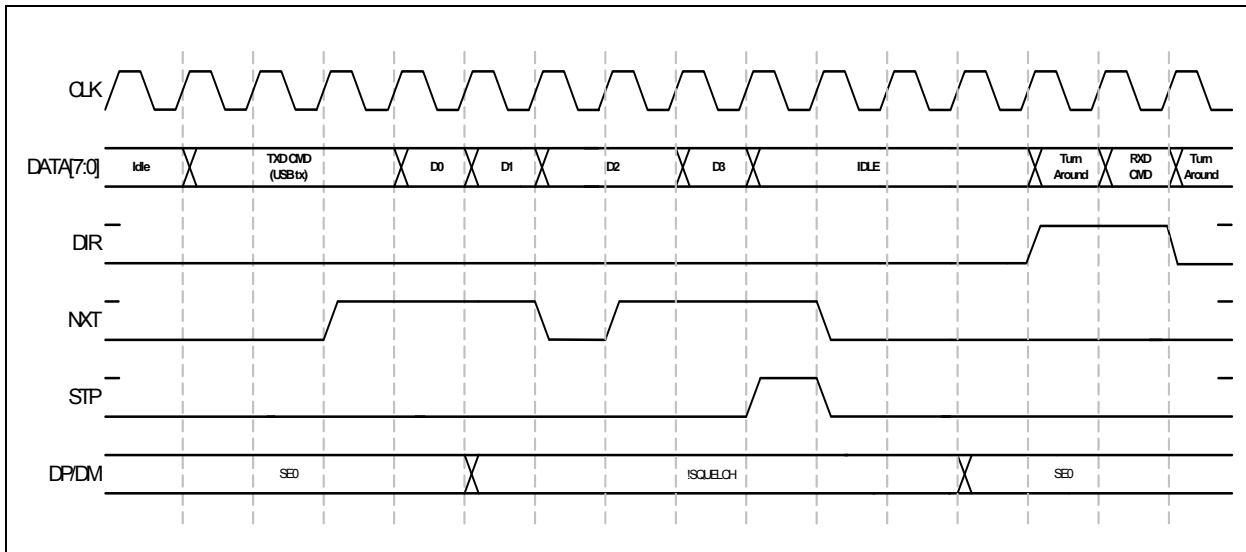 CLK
DATA[7:0]
Idle
TXD CMD
(USB tx)
D0
D1
D2
D3
IDLE
Turn
Around
RXD
CMD
Turn
Around
DIR
NXT
STP
DP/DM
SE0
!SQUELCH
SE0